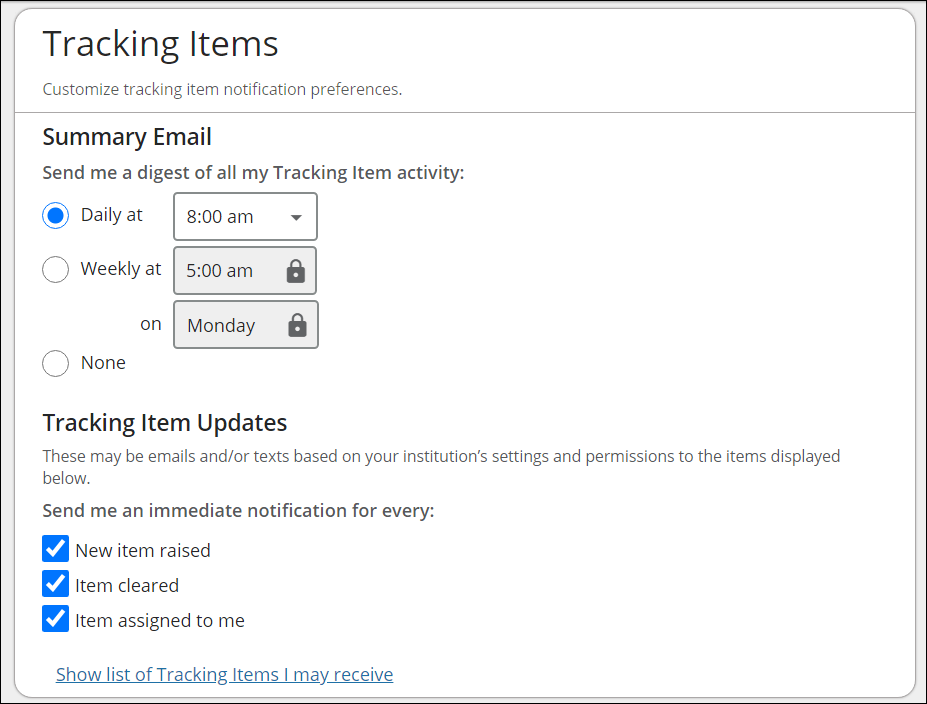 Tracking Items
Customize tracking item notification preferences.
Summary Email
Send me a digest of all my Tracking Item activity:
Daily at 8:00 am
Weekly at 5:00 am
on Monday
None
Tracking Item Updates
These may be emails and/or texts based on your institution’s settings and permissions to the items displayed
below.
Send me an immediate notification for every:
New item raised
Item cleared
Item assigned to me
Show list of Tracking Items I may receive